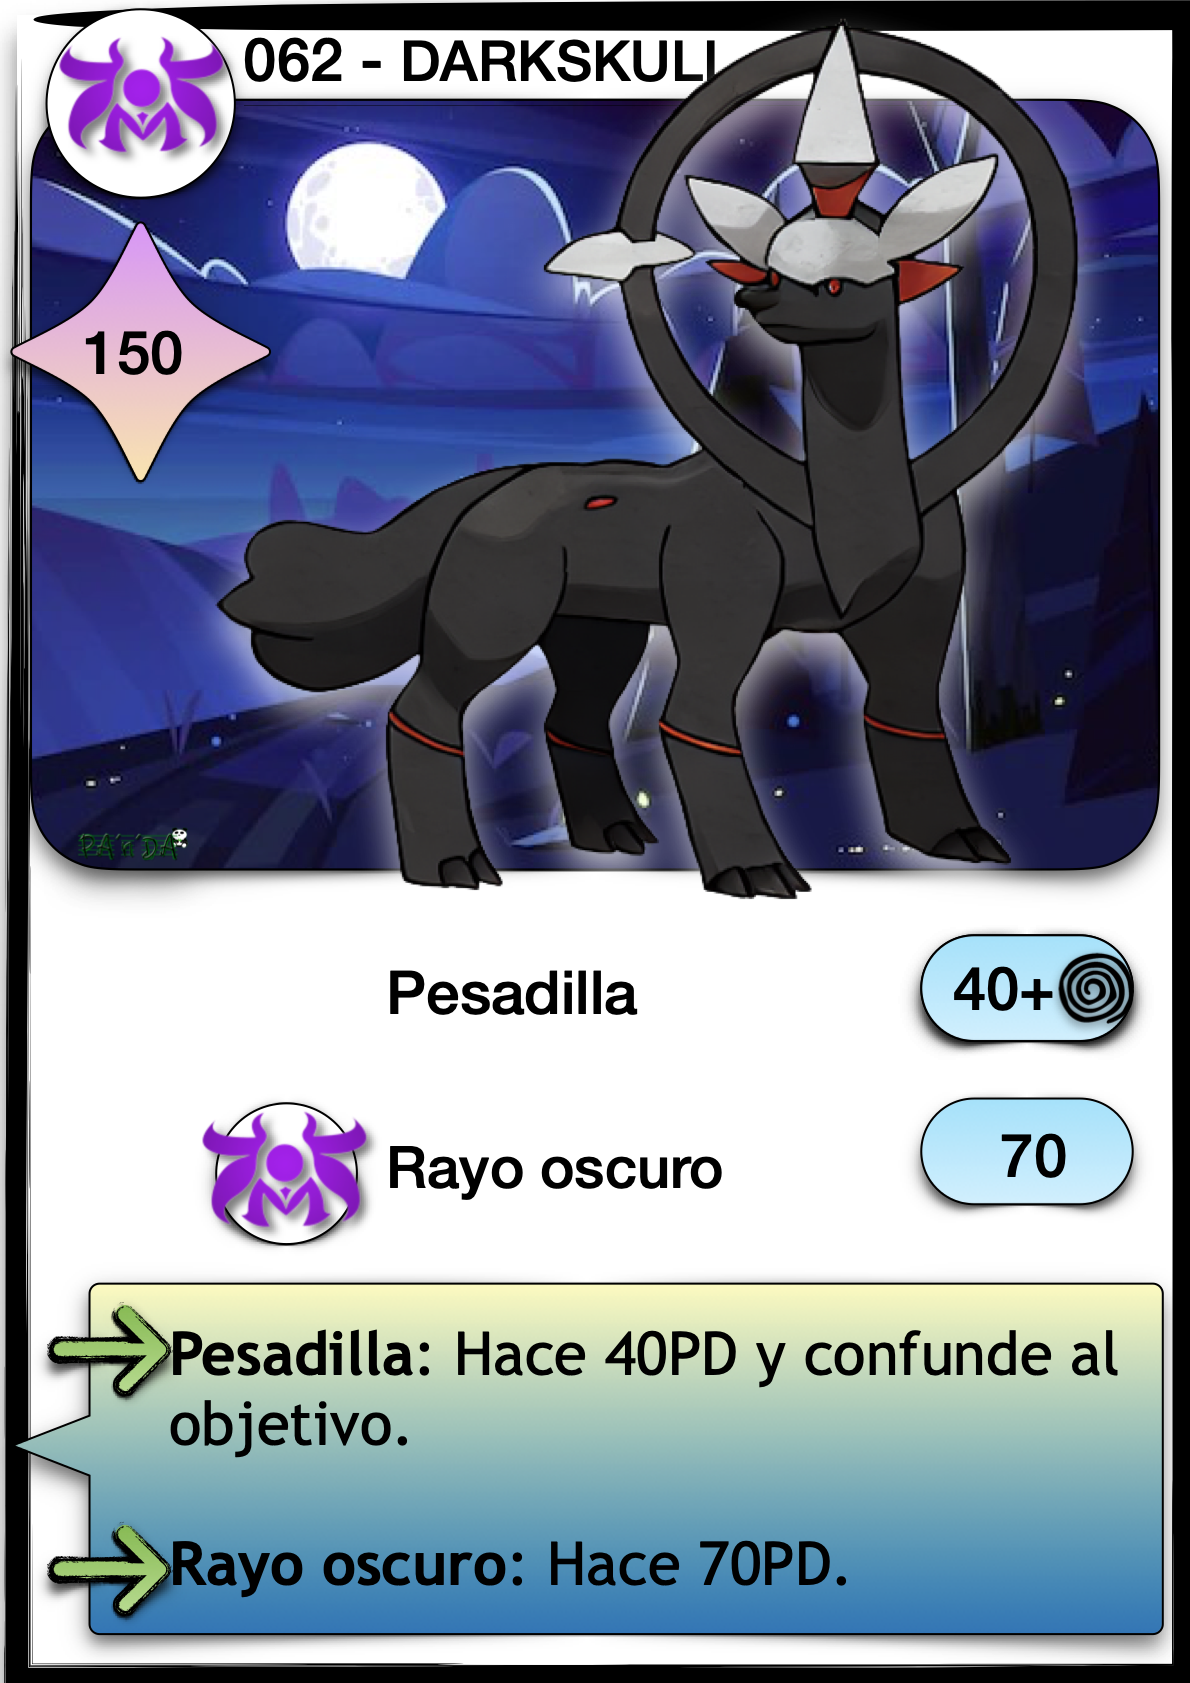 062 - DARKSKULL
150
Pesadilla
40+
Rayo oscuro
70
Pesadilla: Hace 40PD y confunde al
objetivo.
Rayo oscuro: Hace 70PD.